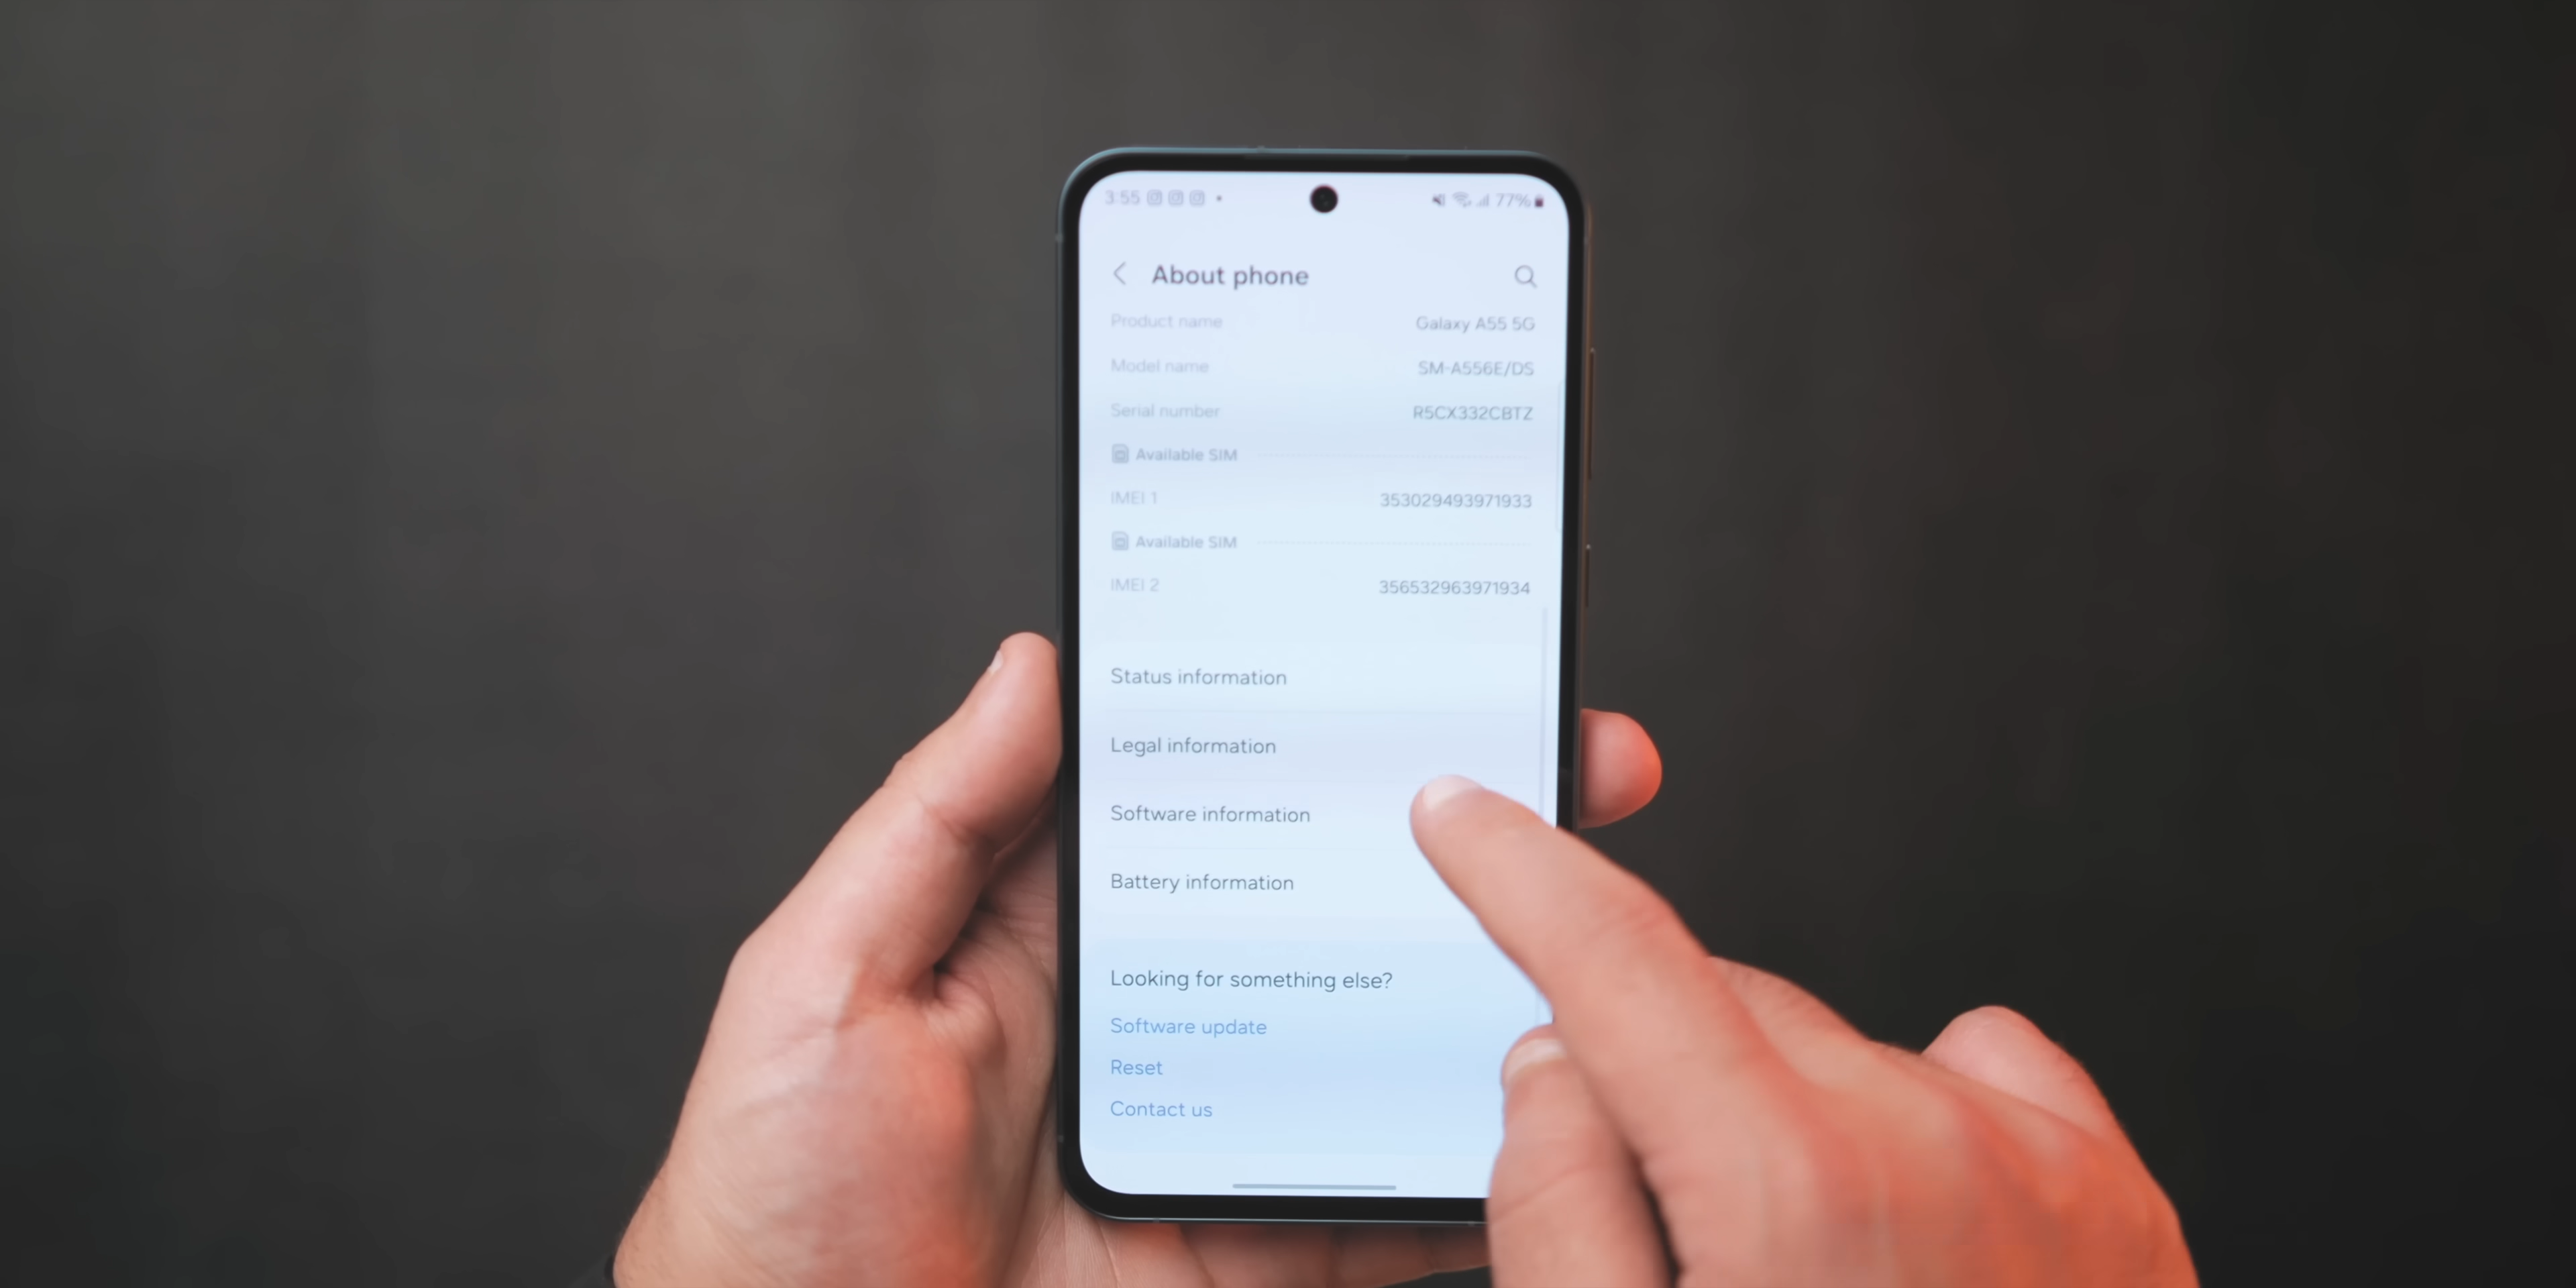 3:55 77%
About phone
Product name Galaxy A55 5G
Model name SM-A556E/DS
Serial number R5CX332CBTZ
Available SIM
IMEI 1 353029493971933
Available SIM
IMEI 2 356532963971934
Status information
Legal information
Software information
Battery information
Looking for something else?
Software update
Reset
Contact us